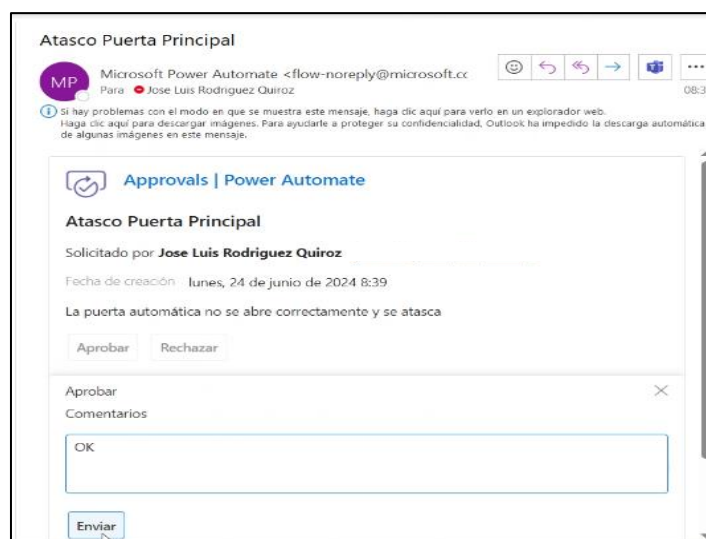 Atasco Puerta Principal
MP
Microsoft Power Automate <flow-noreply@microsoft.cc
Para Jose Luis Rodriguez Quiroz
08:3
Si hay problemas con el modo en que se muestra este mensaje, haga clic aquí para verlo en un explorador web.
Haga clic aquí para descargar imágenes. Para ayudarle a proteger su confidencialidad, Outlook ha impedido la descarga automática
de algunas imágenes en este mensaje.
Approvals | Power Automate
Atasco Puerta Principal
Solicitado por Jose Luis Rodriguez Quiroz
Fecha de creación lunes, 24 de junio de 2024 8:39
La puerta automática no se abre correctamente y se atasca
Aprobar Rechazar
Aprobar
Comentarios
OK
Enviar